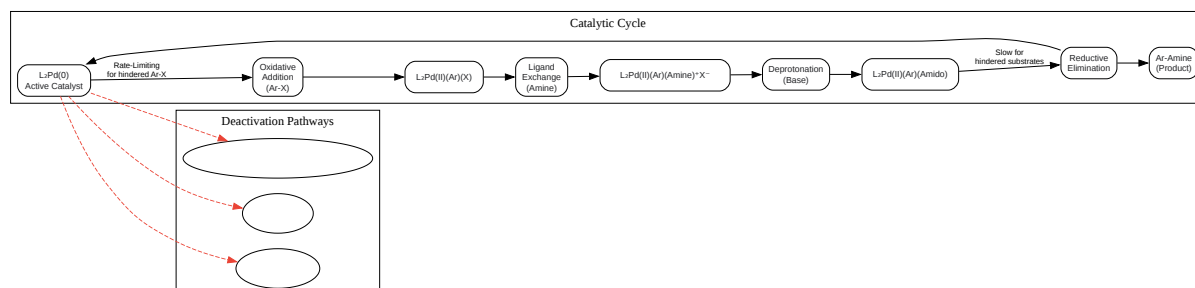 Catalytic Cycle
L₂Pd(0)
Active Catalyst
Rate-Limiting
for hindered Ar-X
Oxidative
Addition
(Ar-X)
L₂Pd(II)(Ar)(X)
Ligand
Exchange
(Amine)
L₂Pd(II)(Ar)(Amine)⁺X⁻
Deprotonation
(Base)
L₂Pd(II)(Ar)(Amido)
Slow for
hindered substrates
Reductive
Elimination
Ar-Amine
(Product)
Deactivation Pathways